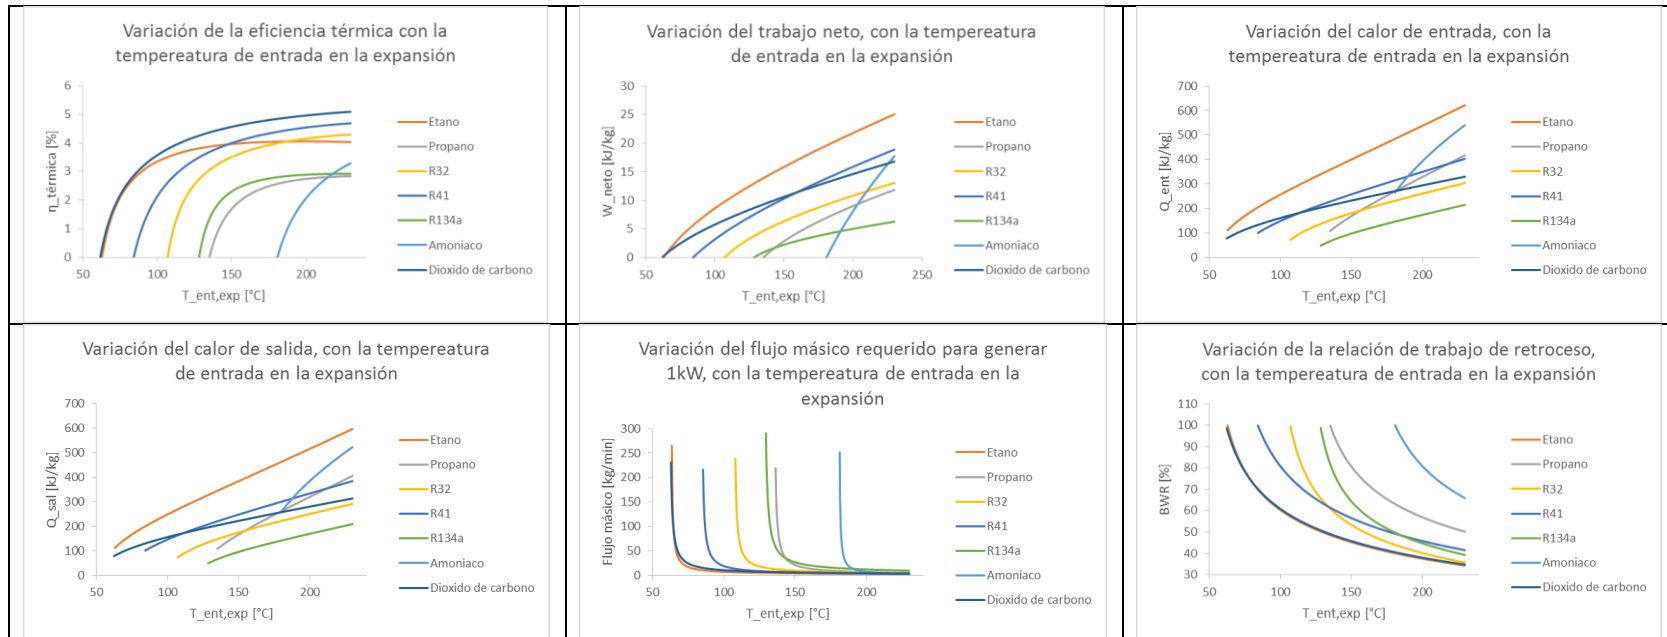 Variación de la eficiencia térmica con la
tempereatura de entrada en la expansión
η_térmica [%]
6
5
4
3
2
1
0
50
100
150
200
T_ent,exp [°C]
Etano
Propano
R32
R41
R134a
Amoniaco
Dioxido de carbono
Variación del trabajo neto, con la tempereatura
de entrada en la expansión
W_neto [kJ/kg]
30
25
20
15
10
5
0
50
100
150
200
250
T_ent,exp [°C]
Etano
Propano
R32
R41
R134a
Amoniaco
Dioxido de carbono
Variación del calor de entrada, con la
tempereatura de entrada en la expansión
Q_ent [kJ/kg]
700
600
500
400
300
200
100
0
50
100
150
200
T_ent,exp [°C]
Etano
Propano
R32
R41
R134a
Amoniaco
Dioxido de carbono
Variación del calor de salida, con la tempereatura
de entrada en la expansión
Q_sal [kJ/kg]
700
600
500
400
300
200
100
0
50
100
150
200
T_ent,exp [°C]
Etano
Propano
R32
R41
R134a
Amoniaco
Dioxido de carbono
Variación del flujo másico requerido para generar
1kW, con la tempereatura de entrada en la
expansión
Flujo másico [kg/min]
300
250
200
150
100
50
0
50
100
150
200
T_ent,exp [°C]
Etano
Propano
R32
R41
R134a
Amoniaco
Dioxido de carbono
Variación de la relación de trabajo de retroceso,
con la tempereatura de entrada en la expansión
BWR [%]
110
100
90
80
70
60
50
40
30
50
100
150
200
T_ent,exp [°C]
Etano
Propano
R32
R41
R134a
Amoniaco
Dioxido de carbono